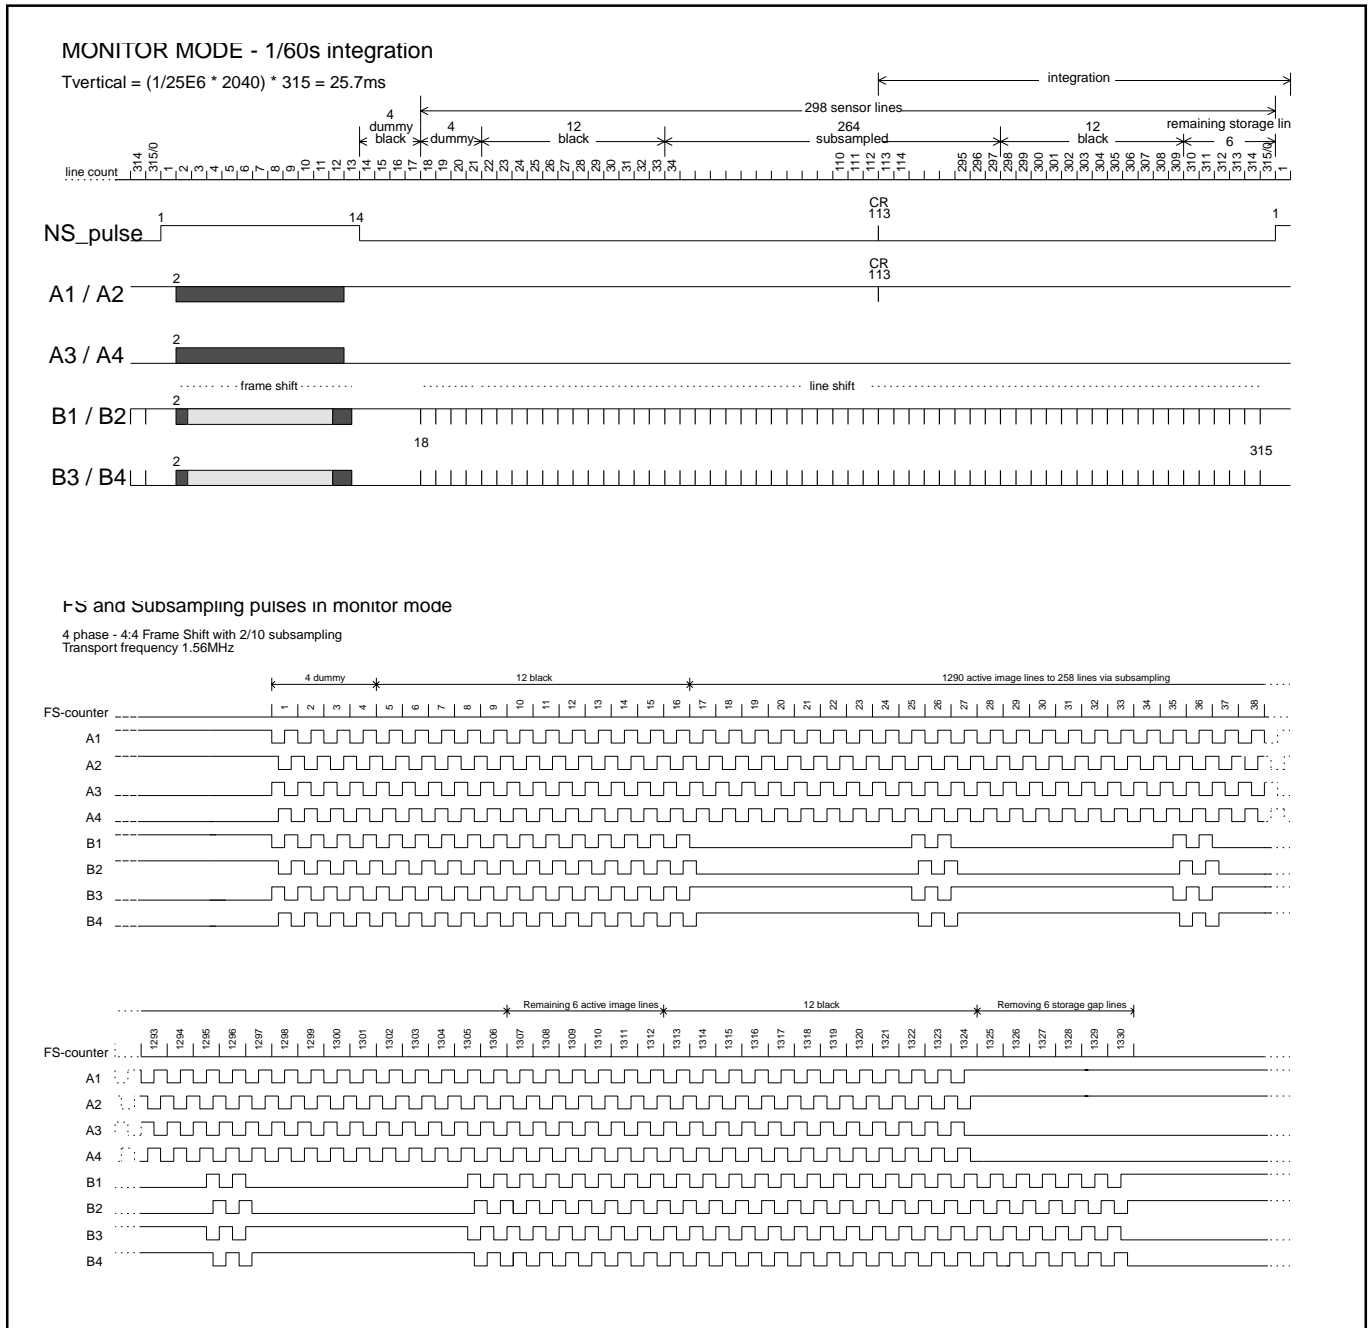 MONITOR MODE - 1/60s integration
Tvertical = (1/25E6 * 2040) * 315 = 25.7ms
integration
298 sensor lines
4 dummy black
4 dummy
12 black
264 subsampled
12 black
remaining storage lin
6
line count
314 315/0 1 2 3 4 5 6 7 8 9 10 11 12 13 14 15 16 17 18 19 20 21 22 23 24 25 26 27 28 29 30 31 32 33 34 110 111 112 113 114 295 296 297 298 299 300 301 302 303 304 305 306 307 308 309 310 311 312 313 314 315/0 1
NS_pulse
1 14 CR 113 1
A1 / A2
2 CR 113
A3 / A4
2
frame shift line shift
B1 / B2
2
18 315
B3 / B4
2
FS and Subsampling pulses in monitor mode
4 phase - 4:4 Frame Shift with 2/10 subsampling
Transport frequency 1.56MHz
4 dummy 12 black 1290 active image lines to 258 lines via subsampling
FS-counter
1 2 3 4 5 6 7 8 9 10 11 12 13 14 15 16 17 18 19 20 21 22 23 24 25 26 27 28 29 30 31 32 33 34 35 36 37 38
A1
A2
A3
A4
B1
B2
B3
B4
Remaining 6 active image lines 12 black Removing 6 storage gap lines
FS-counter
1293 1294 1295 1296 1297 1298 1299 1300 1301 1302 1303 1304 1305 1306 1307 1308 1309 1310 1311 1312 1313 1314 1315 1316 1317 1318 1319 1320 1321 1322 1323 1324 1325 1326 1327 1328 1329 1330
A1
A2
A3
A4
B1
B2
B3
B4